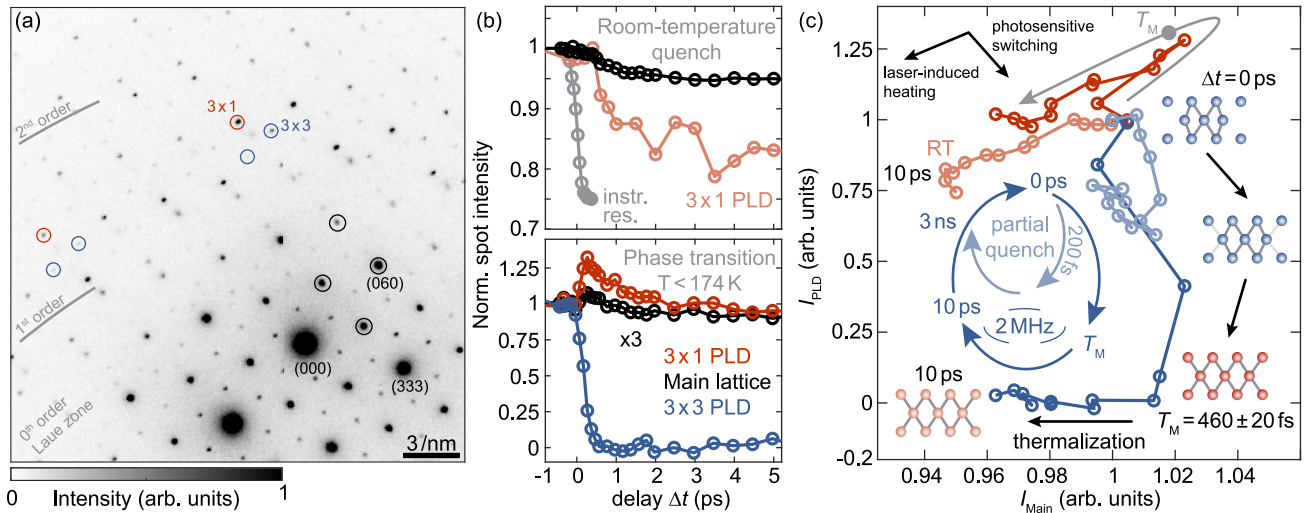 (a)
3 x 1
3 x 3
2nd order
1st order
0th order
Laue zone
(060)
(000)
(333)
3/nm
0
Intensity (arb. units)
1
(b)
Norm. spot intensity
Room-temperature
quench
instr.
res.
3 x 1 PLD
1
0.95
0.9
0.85
0.8
0.7
Phase transition
T < 174 K
x3
3 x 1 PLD
Main lattice
3 x 3 PLD
1.25
1
0.75
0.5
0.25
0
-1 0 1 2 3 4 5
delay Δt (ps)
(c)
IPLD (arb. units)
1.25
1
0.75
0.5
0.25
0
-0.2
photosensitive
switching
laser-induced
heating
TM
Δt = 0 ps
RT
10 ps
0 ps
3 ns
partial
quench
200 fs
10 ps
2 MHz
TM
10 ps
TM = 460 ± 20 fs
thermalization
0.94 0.96 0.98 1 1.02 1.04
IMain (arb. units)